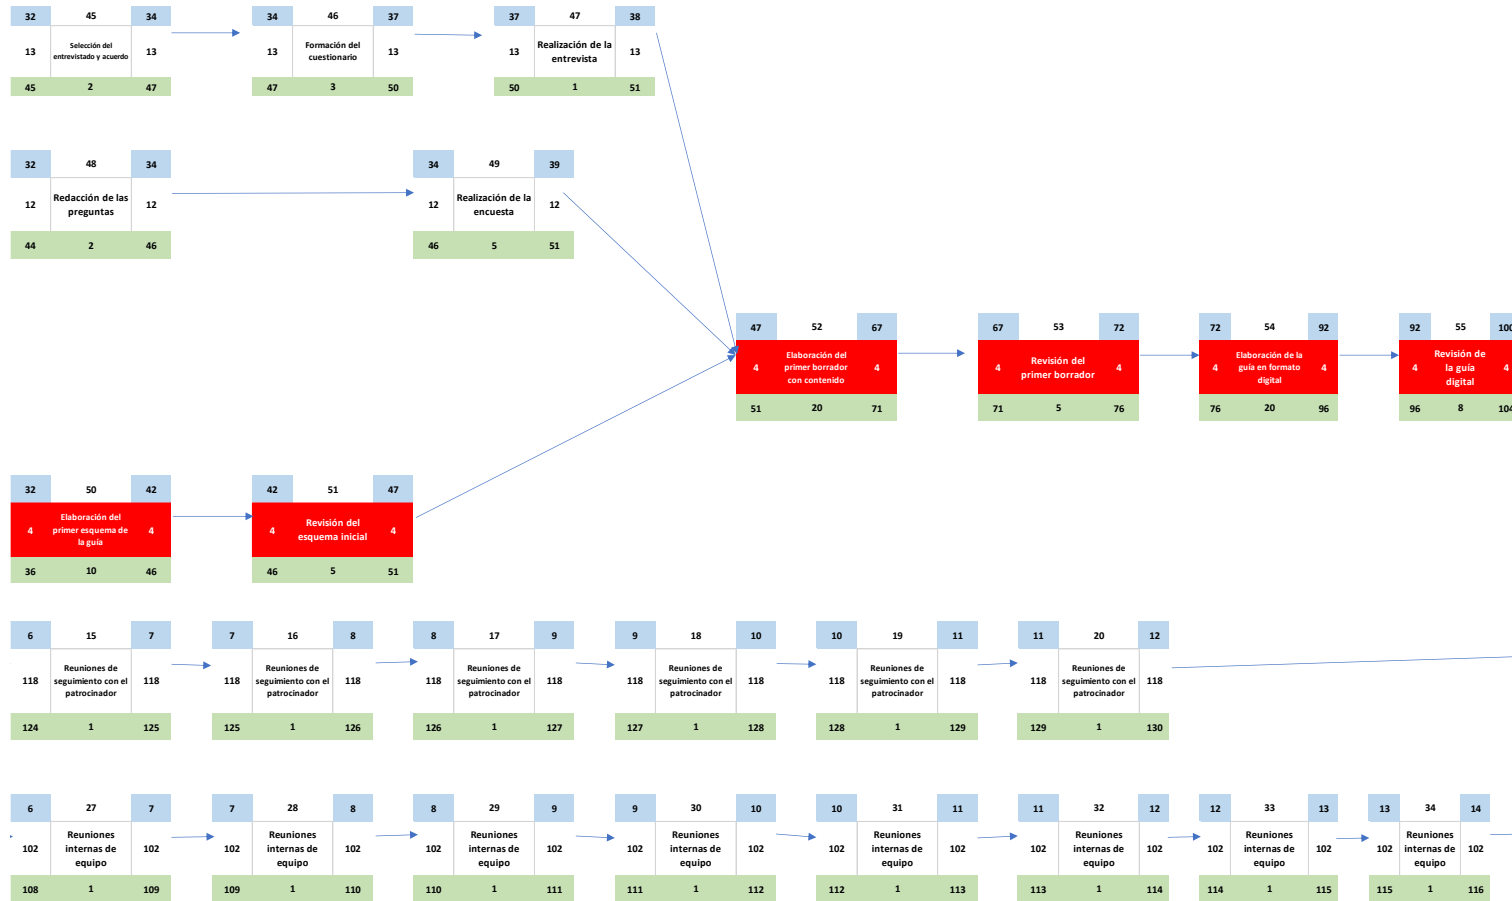 32 45 34
13 Selección del entrevistado y acuerdo 13
45 2 47
34 46 37
13 Formación del cuestionario 13
47 3 50
37 47 38
13 Realización de la entrevista 13
50 1 51
32 48 34
12 Redacción de las preguntas 12
44 2 46
34 49 39
12 Realización de la encuesta 12
46 5 51
47 52 67
4 Elaboración del primer borrador con contenido 4
51 20 71
67 53 72
4 Revisión del primer borrador 4
71 5 76
72 54 92
4 Elaboración de la guía en formato digital 4
76 20 96
92 55 100
4 Revisión de la guía digital 4
96 8 104
32 50 42
4 Elaboración del primer esquema de la guía 4
36 10 46
42 51 47
4 Revisión del esquema inicial 4
46 5 51
6 15 7
118 Reuniones de seguimiento con el patrocinador 118
124 1 125
7 16 8
118 Reuniones de seguimiento con el patrocinador 118
125 1 126
8 17 9
118 Reuniones de seguimiento con el patrocinador 118
126 1 127
9 18 10
118 Reuniones de seguimiento con el patrocinador 118
127 1 128
10 19 11
118 Reuniones de seguimiento con el patrocinador 118
128 1 129
11 20 12
118 Reuniones de seguimiento con el patrocinador 118
129 1 130
6 27 7
102 Reuniones internas de equipo 102
108 1 109
7 28 8
102 Reuniones internas de equipo 102
109 1 110
8 29 9
102 Reuniones internas de equipo 102
110 1 111
9 30 10
102 Reuniones internas de equipo 102
111 1 112
10 31 11
102 Reuniones internas de equipo 102
112 1 113
11 32 12
102 Reuniones internas de equipo 102
113 1 114
12 33 13
102 Reuniones internas de equipo 102
114 1 115
13 34 14
102 Reuniones internas de equipo 102
115 1 116